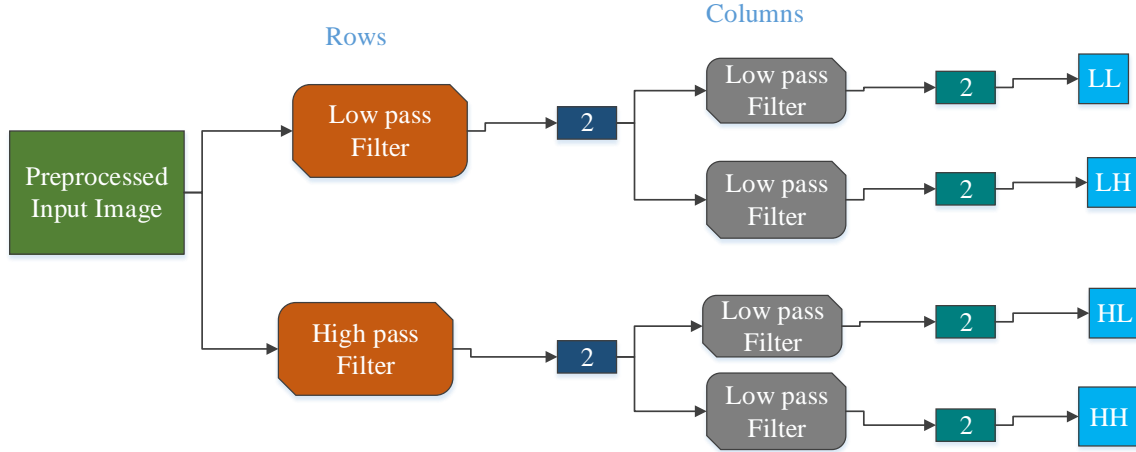 Rows
Columns
Preprocessed
Input Image
Low pass
Filter
2
Low pass
Filter
2
LL
Low pass
Filter
2
LH
High pass
Filter
2
Low pass
Filter
2
HL
Low pass
Filter
2
HH